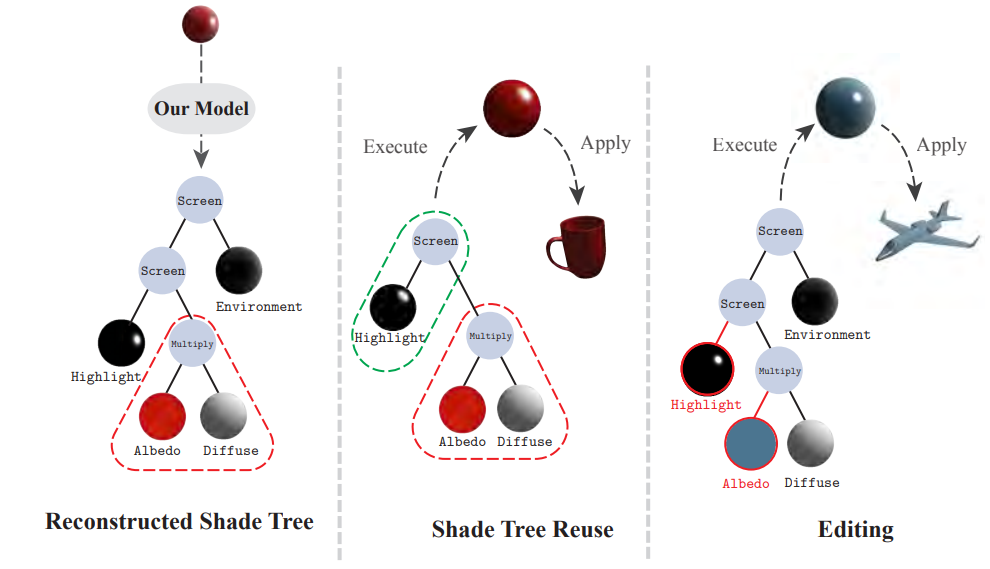 Our Model
Screen
Screen
Environment
Highlight
Multiply
Albedo
Diffuse
Reconstructed Shade Tree
Execute
Apply
Screen
Highlight
Multiply
Albedo
Diffuse
Shade Tree Reuse
Execute
Apply
Screen
Screen
Environment
Highlight
Multiply
Albedo
Diffuse
Editing